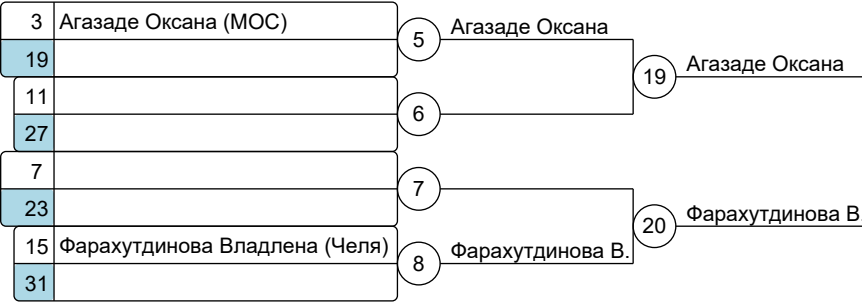 3 Агазаде Оксана (МОС)
5 Агазаде Оксана
19
19 Агазаде Оксана
11
6
27
7
7
23
20 Фарахутдинова В.
15 Фарахутдинова Владлена (Челя)
8 Фарахутдинова В.
31